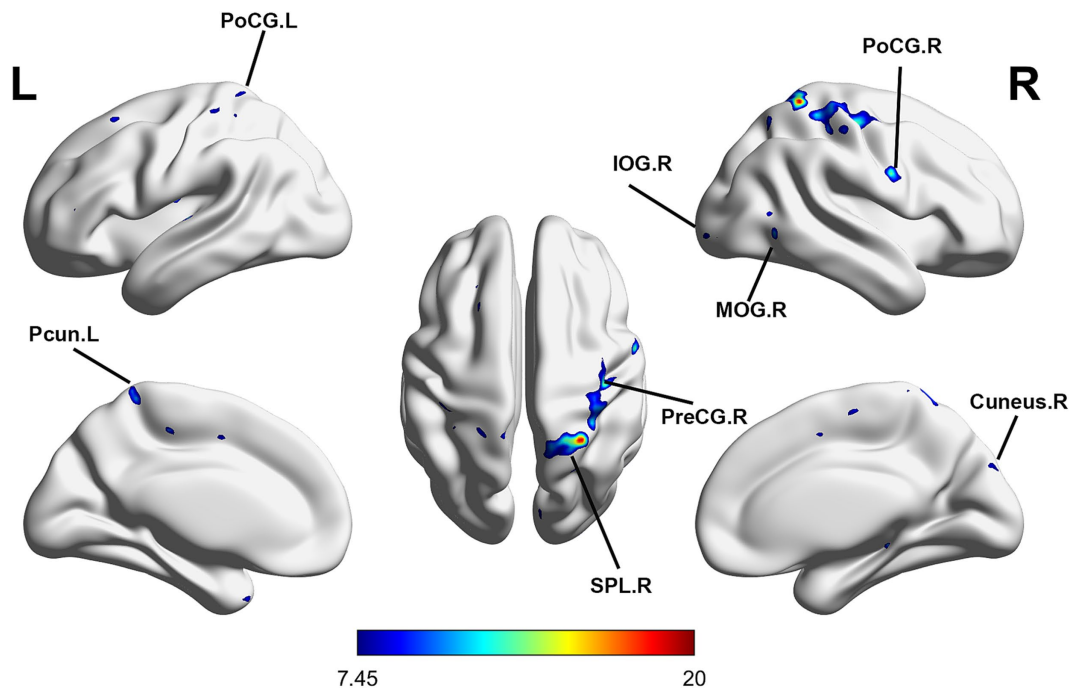 PoCG.L
PoCG.R
L
R
IOG.R
MOG.R
Pcun.L
Cuneus.R
PreCG.R
SPL.R
7.45
20